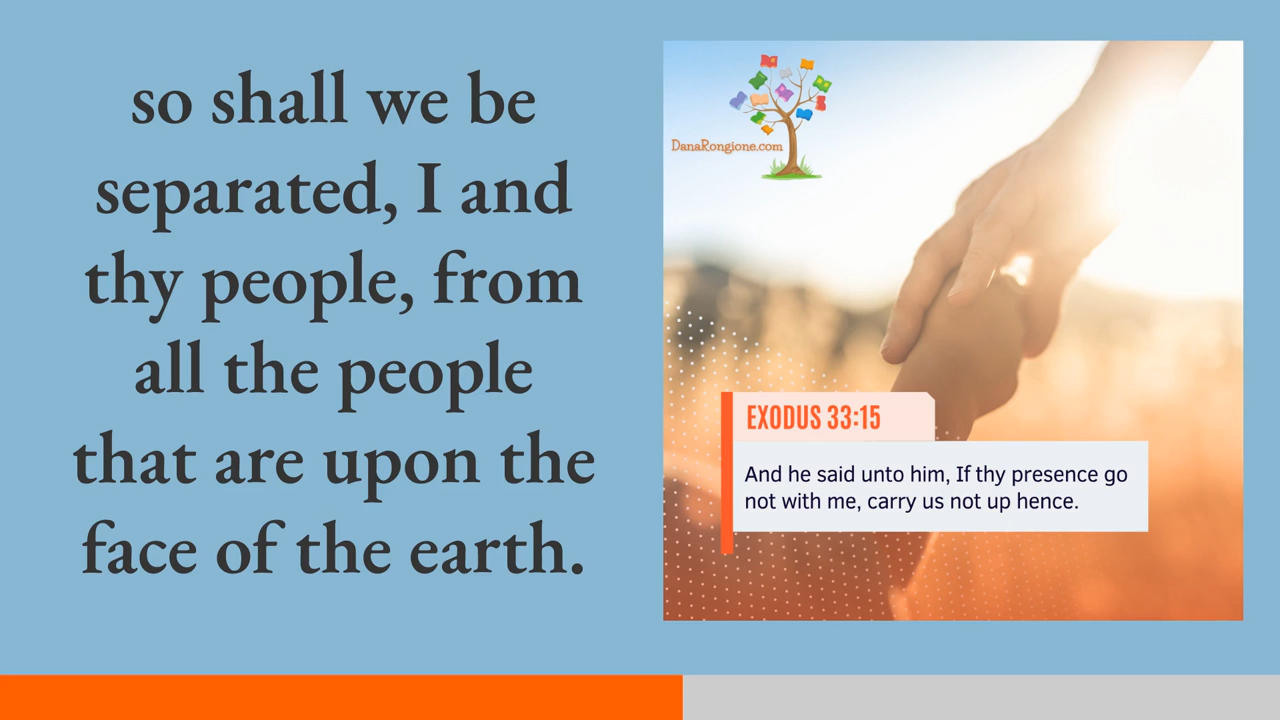 so shall we be
separated, I and
thy people, from
all the people
that are upon the
face of the earth.
DanaRongione.com
EXODUS 33:15
And he said unto him, If thy presence go
not with me, carry us not up hence.